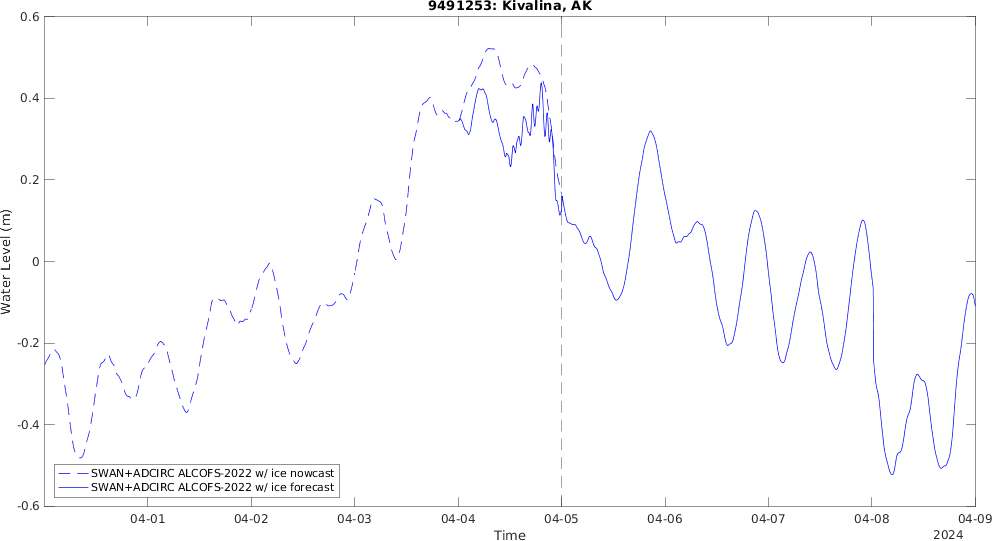 9491253: Kivalina, AK
0.6
0.4
0.2
0
-0.2
-0.4
-0.6
Water Level (m)
SWAN+ADCIRC ALCOFS-2022 w/ ice nowcast
SWAN+ADCIRC ALCOFS-2022 w/ ice forecast
04-01 04-02 04-03 04-04 04-05 04-06 04-07 04-08 04-09
Time
2024